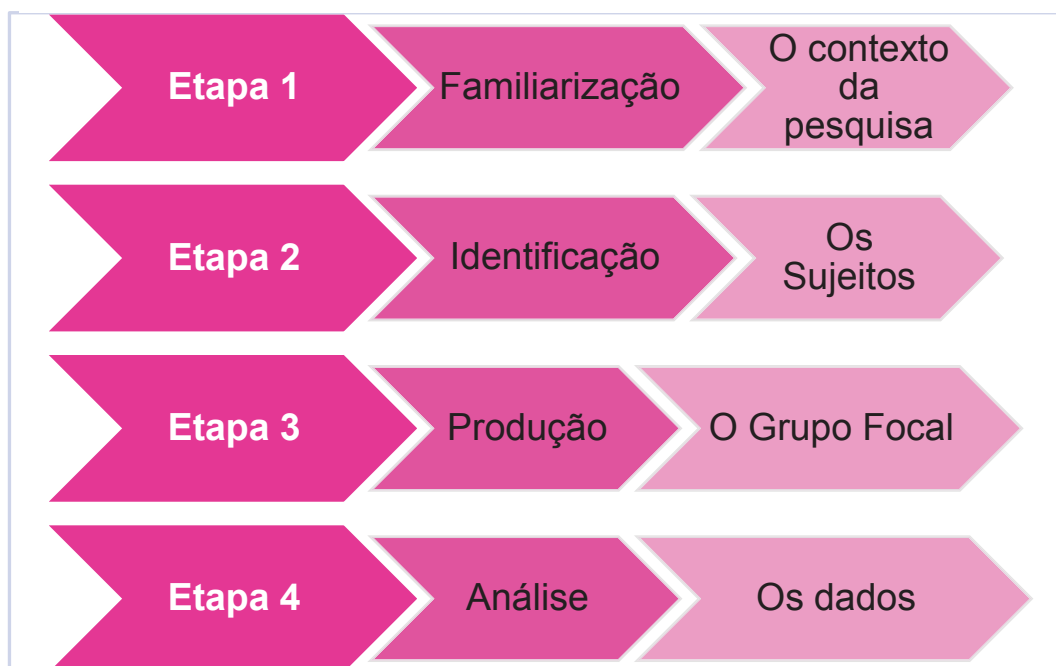 Etapa 1
Familiarização
O contexto
da
pesquisa
Etapa 2
Identificação
Os
Sujeitos
Etapa 3
Produção
O Grupo Focal
Etapa 4
Análise
Os dados